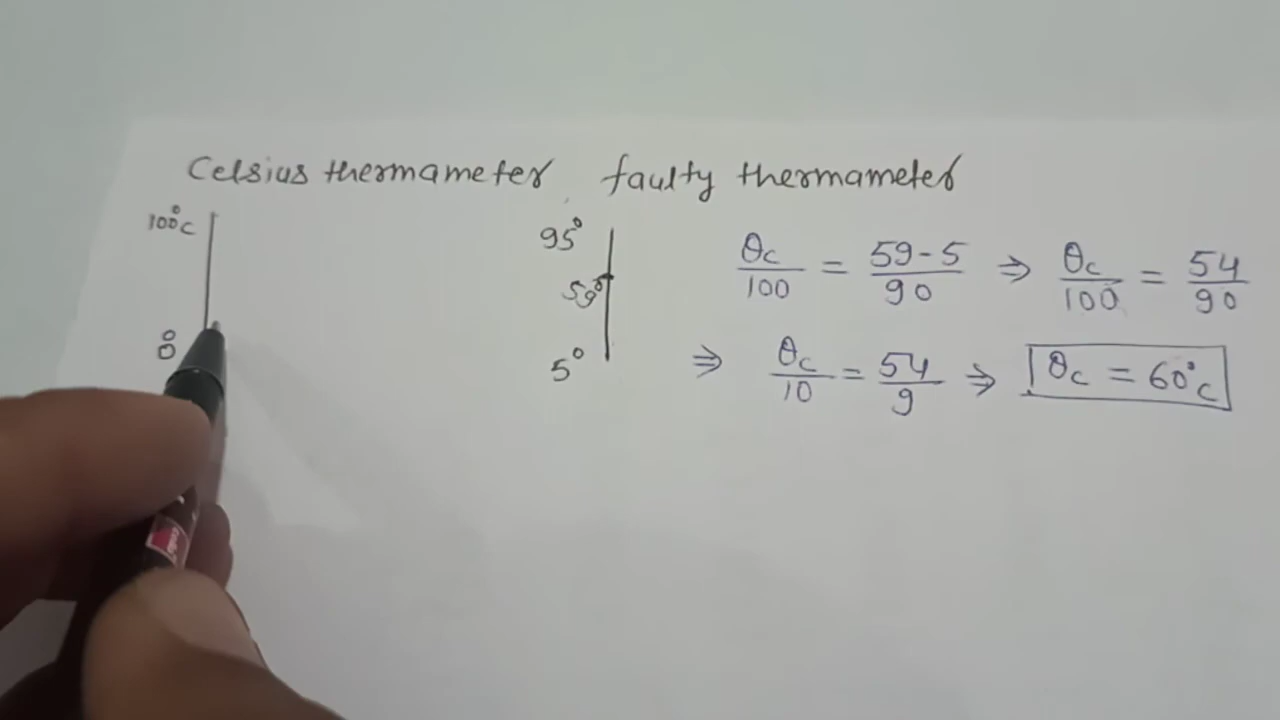 Celsius thermameter faulty thermameter
100°C
0°
95°
59°
5°
θc/100 = 59-5/90 ⇒ θc/100 = 54/90
⇒ θc/10 = 54/9 ⇒ θc = 60°C